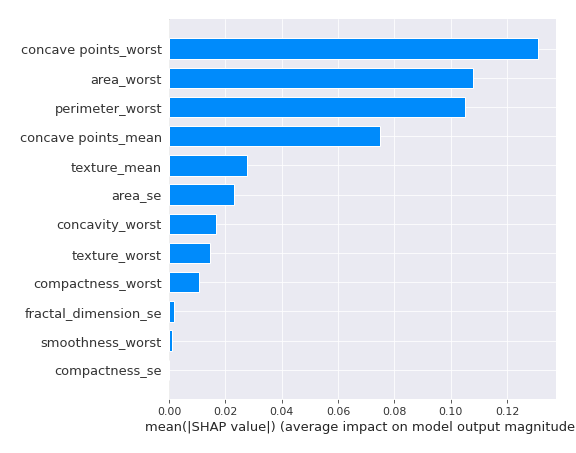 concave points_worst
area_worst
perimeter_worst
concave points_mean
texture_mean
area_se
concavity_worst
texture_worst
compactness_worst
fractal_dimension_se
smoothness_worst
compactness_se
0.00 0.02 0.04 0.06 0.08 0.10 0.12
mean(|SHAP value|) (average impact on model output magnitude